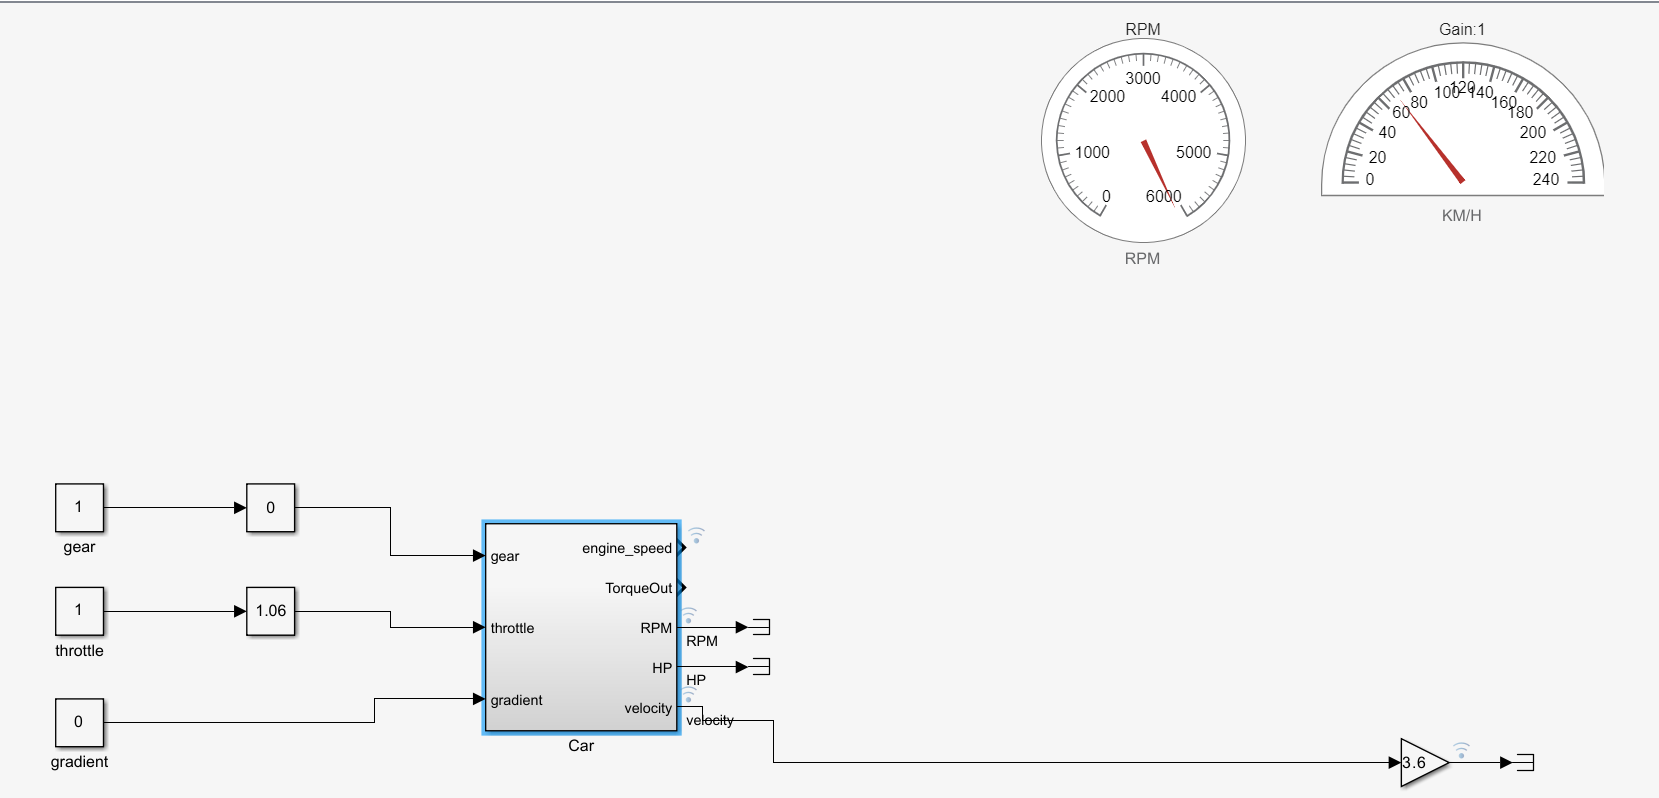 RPM
3000
2000
4000
1000
5000
0
6000
RPM
Gain:1
120
100
140
80
160
60
180
40
200
20
220
0
240
KM/H
1
gear
0
1
throttle
1.06
0
gradient
gear
throttle
gradient
engine_speed
TorqueOut
RPM
HP
velocity
Car
RPM
HP
velocity
3.6